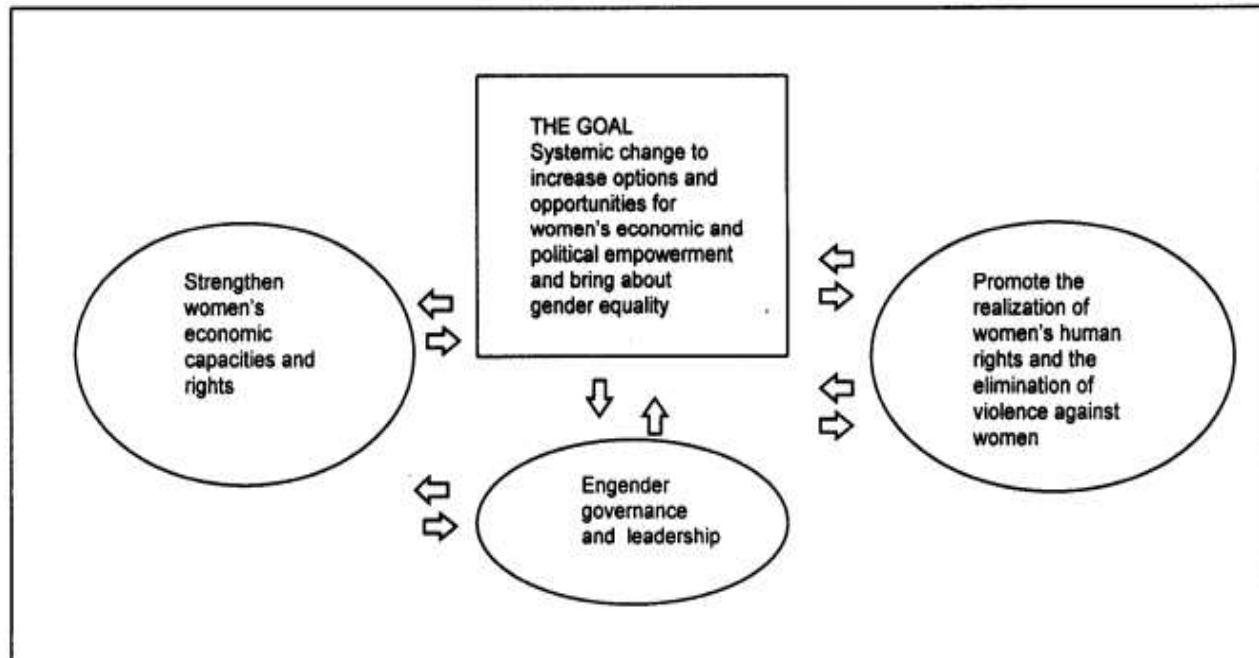 THE GOAL
Systemic change to
increase options and
opportunities for
women's economic and
political empowerment
and bring about
gender equality
Strengthen
women's
economic
capacities and
rights
Promote the
realization of
women's human
rights and the
elimination of
violence against
women
Engender
governance
and leadership